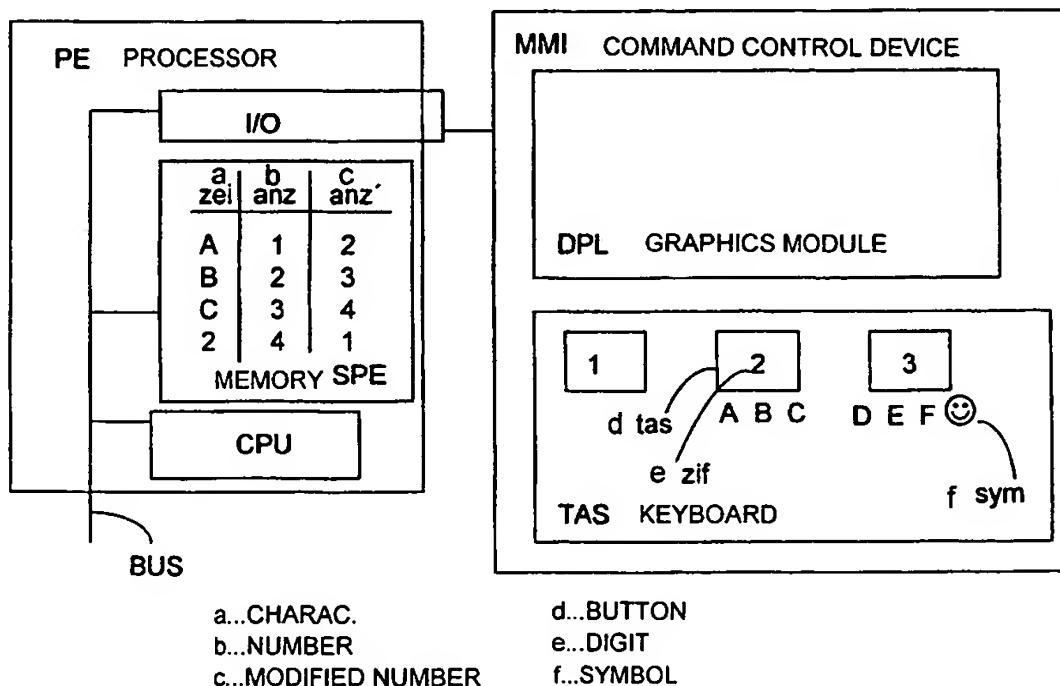 PE PROCESSOR
I/O
a b c
zei anz anz´
A 1 2
B 2 3
C 3 4
2 4 1
MEMORY SPE
CPU
BUS
MMI COMMAND CONTROL DEVICE
DPL GRAPHICS MODULE
1 2 3
A B C D E F
d tas
e zif
f sym
TAS KEYBOARD
a...CHARAC.
b...NUMBER
c...MODIFIED NUMBER
d...BUTTON
e...DIGIT
f...SYMBOL